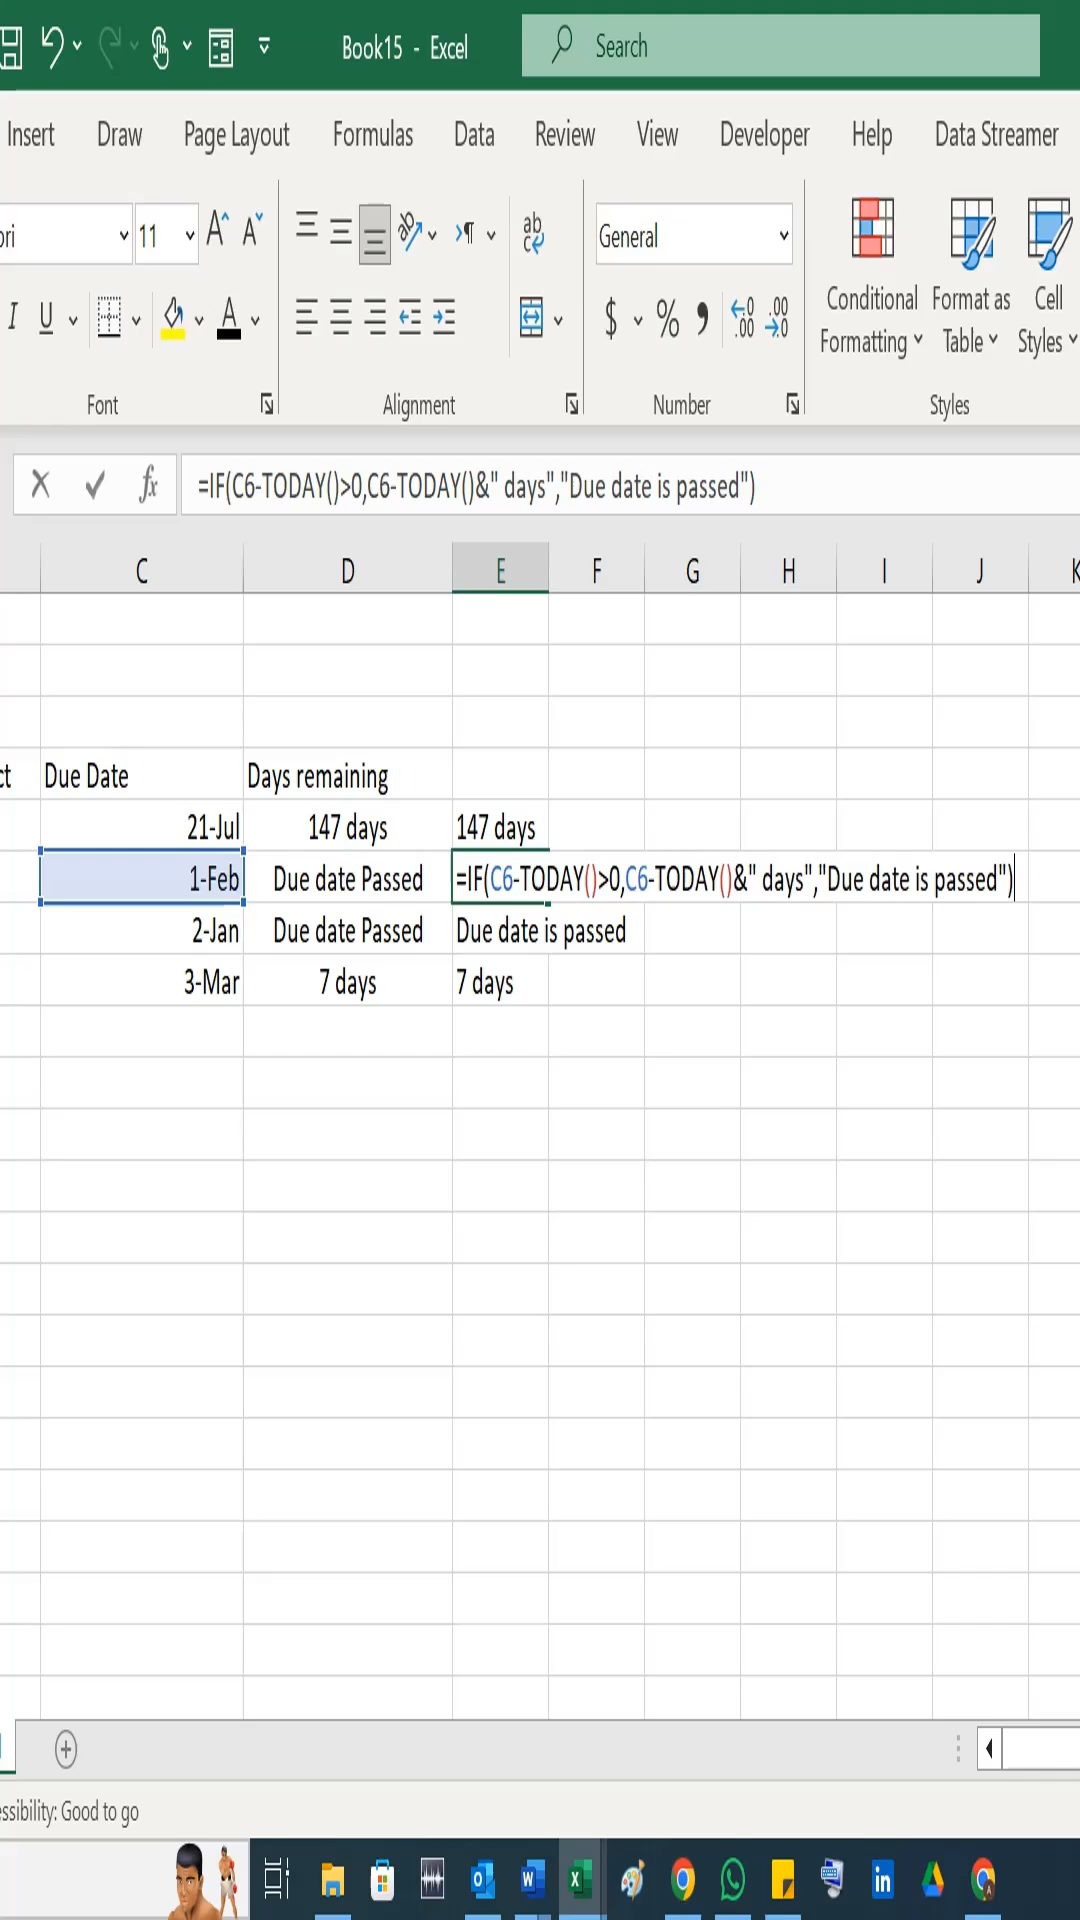 Book15 - Excel
Search
Insert Draw Page Layout Formulas Data Review View Developer Help Data Streamer
11
General
Conditional Formatting
Format as Table
Cell Styles
Font Alignment Number Styles
=IF(C6-TODAY()>0,C6-TODAY()&" days","Due date is passed")
C D E F G H I J K
Due Date Days remaining
21-Jul 147 days 147 days
1-Feb Due date Passed =IF(C6-TODAY()>0,C6-TODAY()&" days","Due date is passed")
2-Jan Due date Passed Due date is passed
3-Mar 7 days 7 days
essibility: Good to go